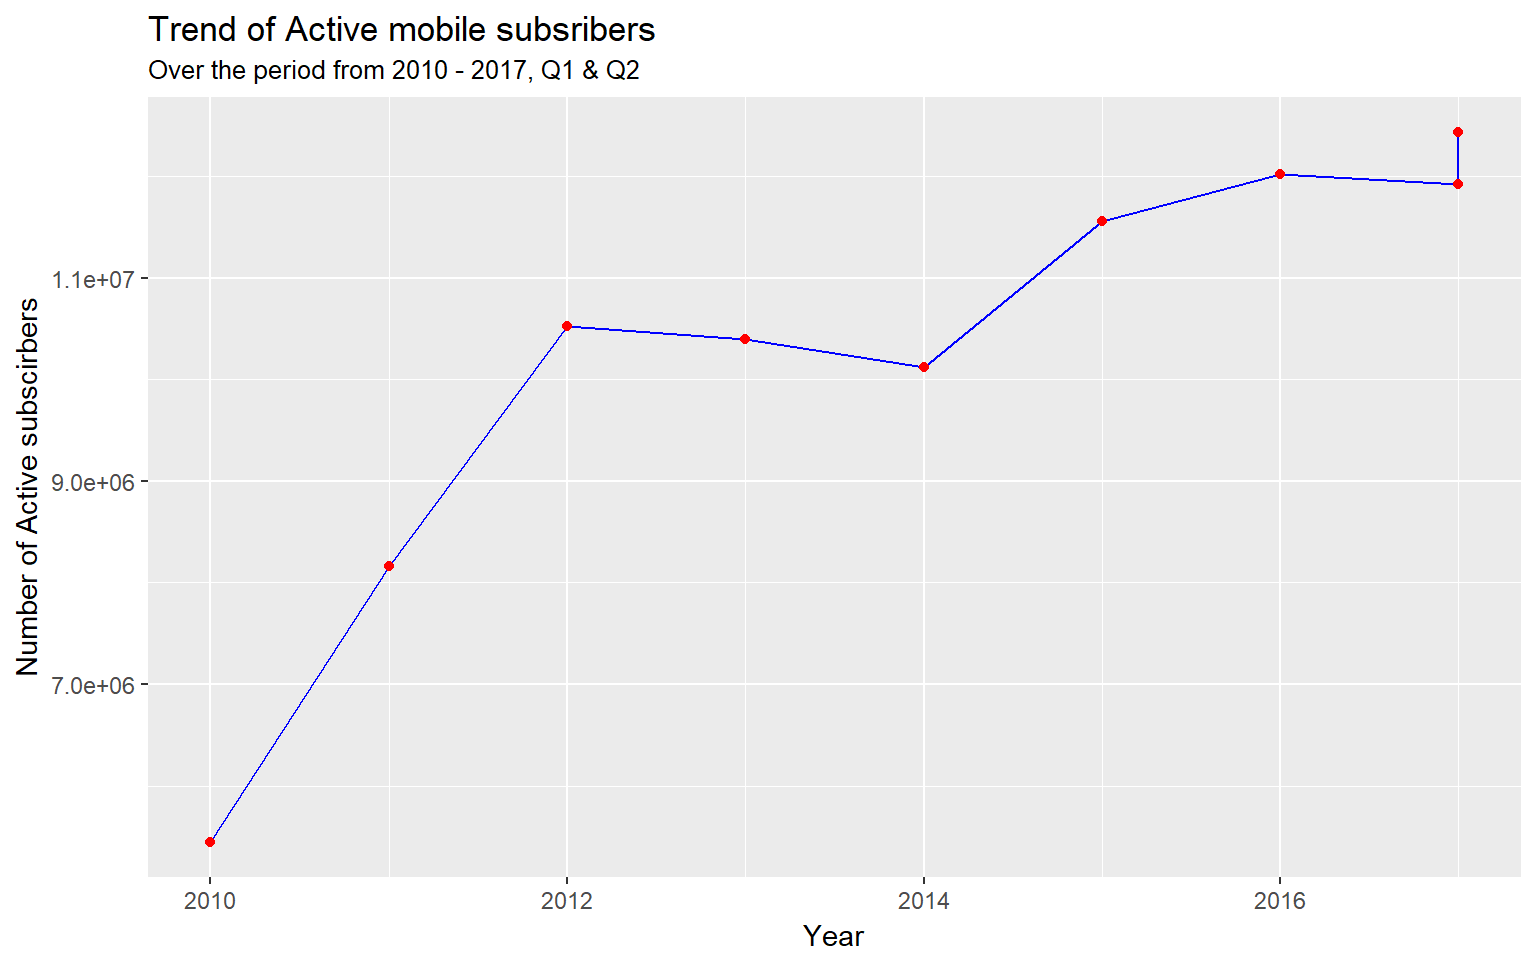 Trend of Active mobile subsribers
Over the period from 2010 - 2017, Q1 & Q2
Number of Active subscirbers
1.1e+07
9.0e+06
7.0e+06
2010
2012
2014
2016
Year